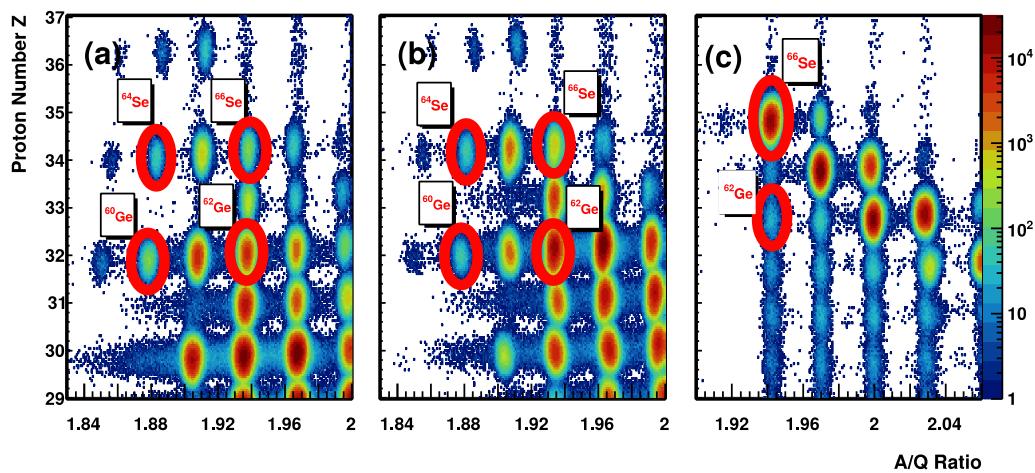 Proton Number Z
37
36
35
34
33
32
31
30
29
(a)
⁶⁴Se
⁶⁶Se
⁶⁰Ge
⁶²Ge
1.84
1.88
1.92
1.96
2
(b)
⁶⁴Se
⁶⁶Se
⁶⁰Ge
⁶²Ge
1.84
1.88
1.92
1.96
2
(c)
⁶⁶Se
⁶²Ge
1.92
1.96
2
2.04
10⁴
10³
10²
10
1
A/Q Ratio